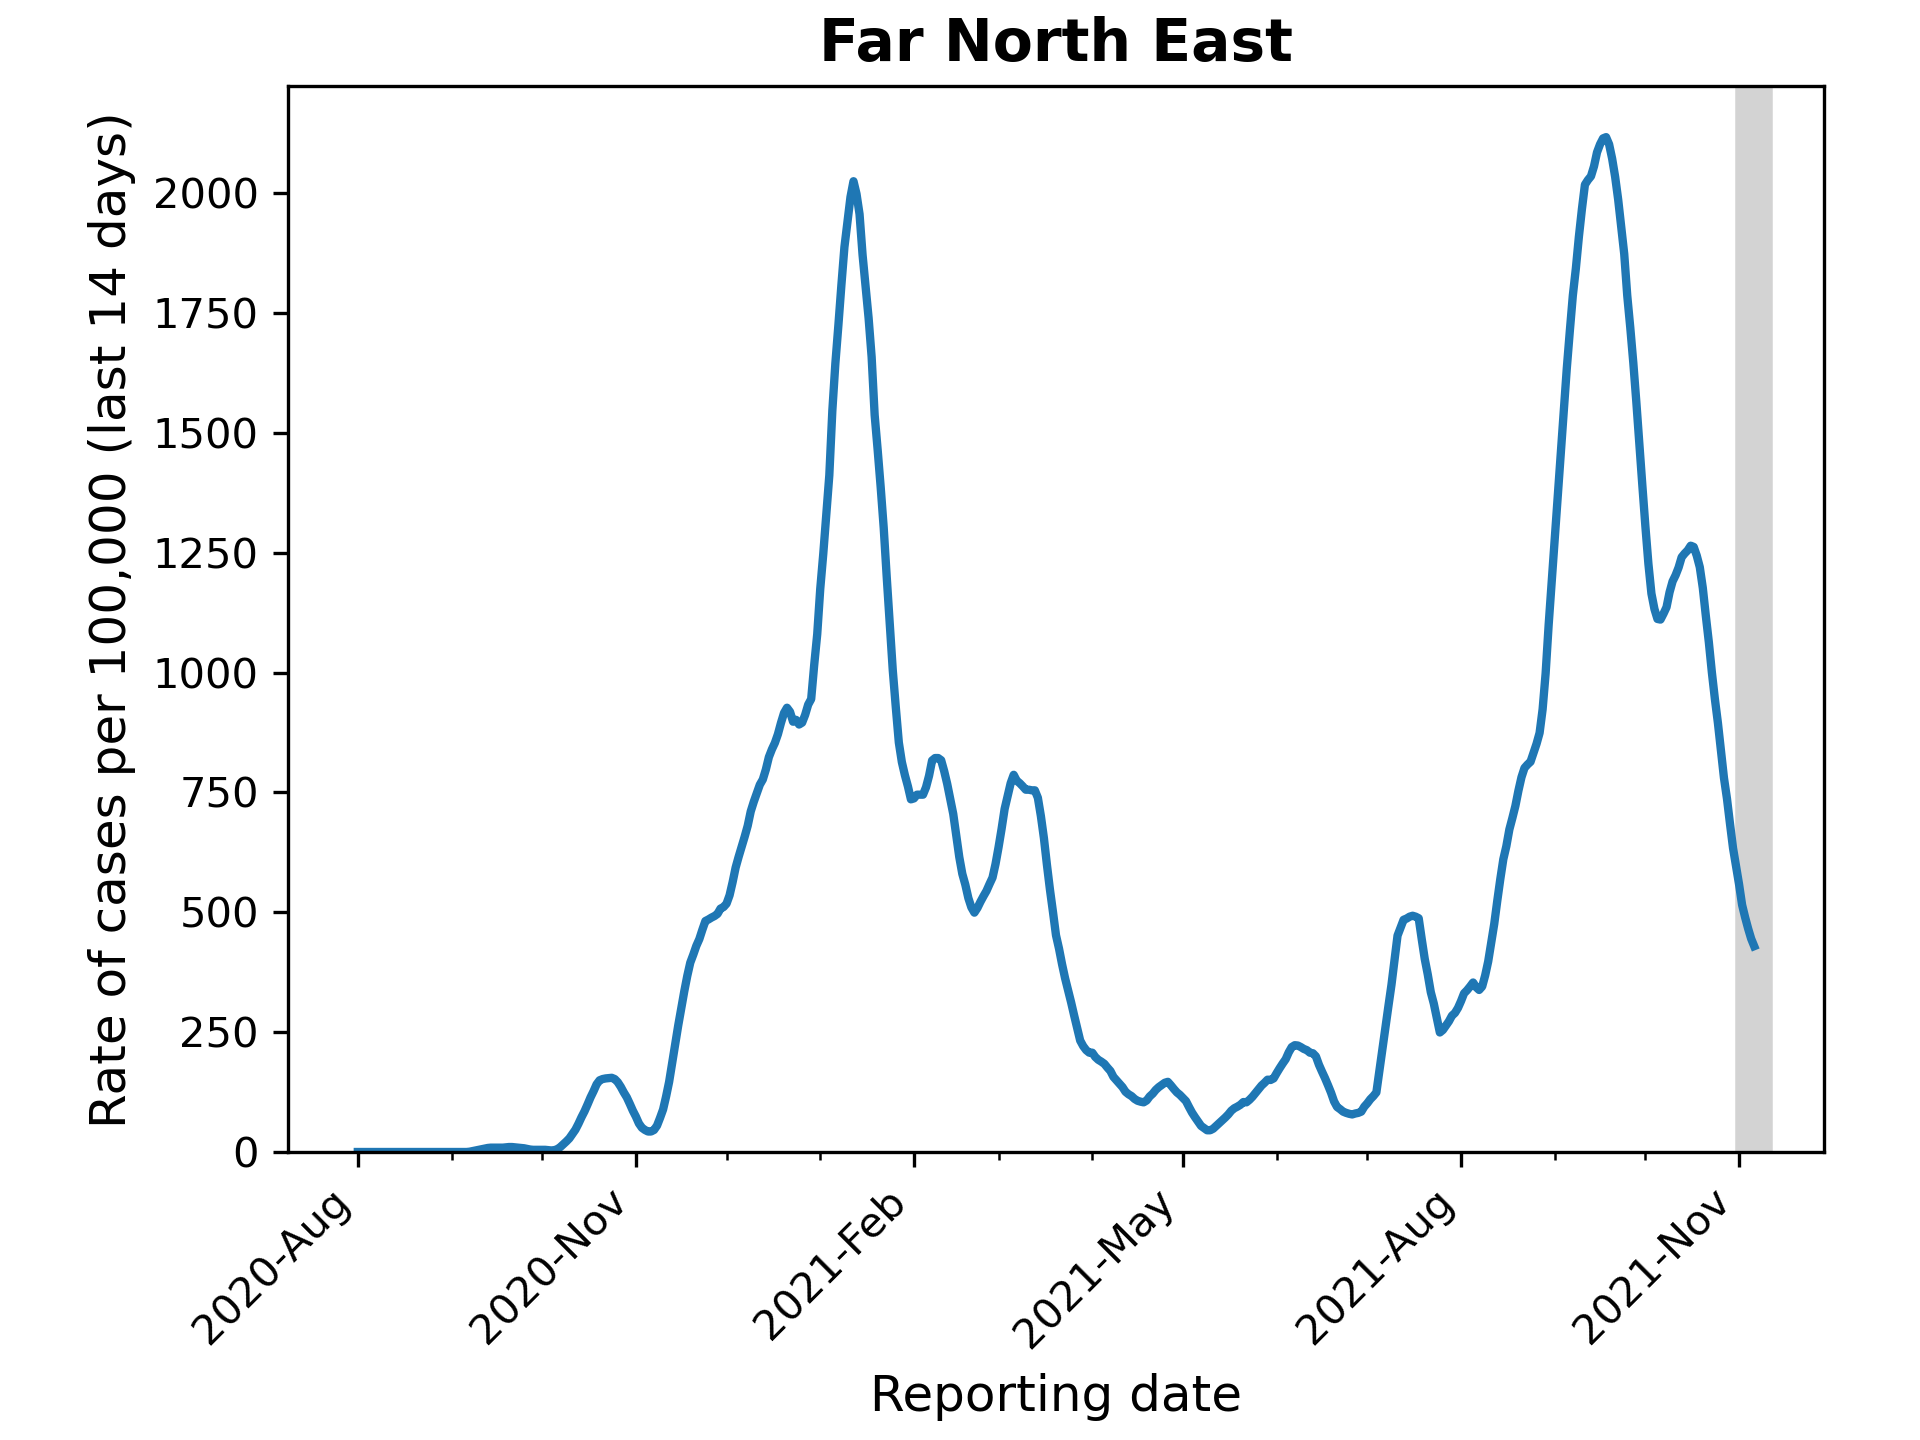 Far North East
Rate of cases per 100,000 (last 14 days)
2000
1750
1500
1250
1000
750
500
250
0
2020-Aug
2020-Nov
2021-Feb
2021-May
2021-Aug
2021-Nov
Reporting date